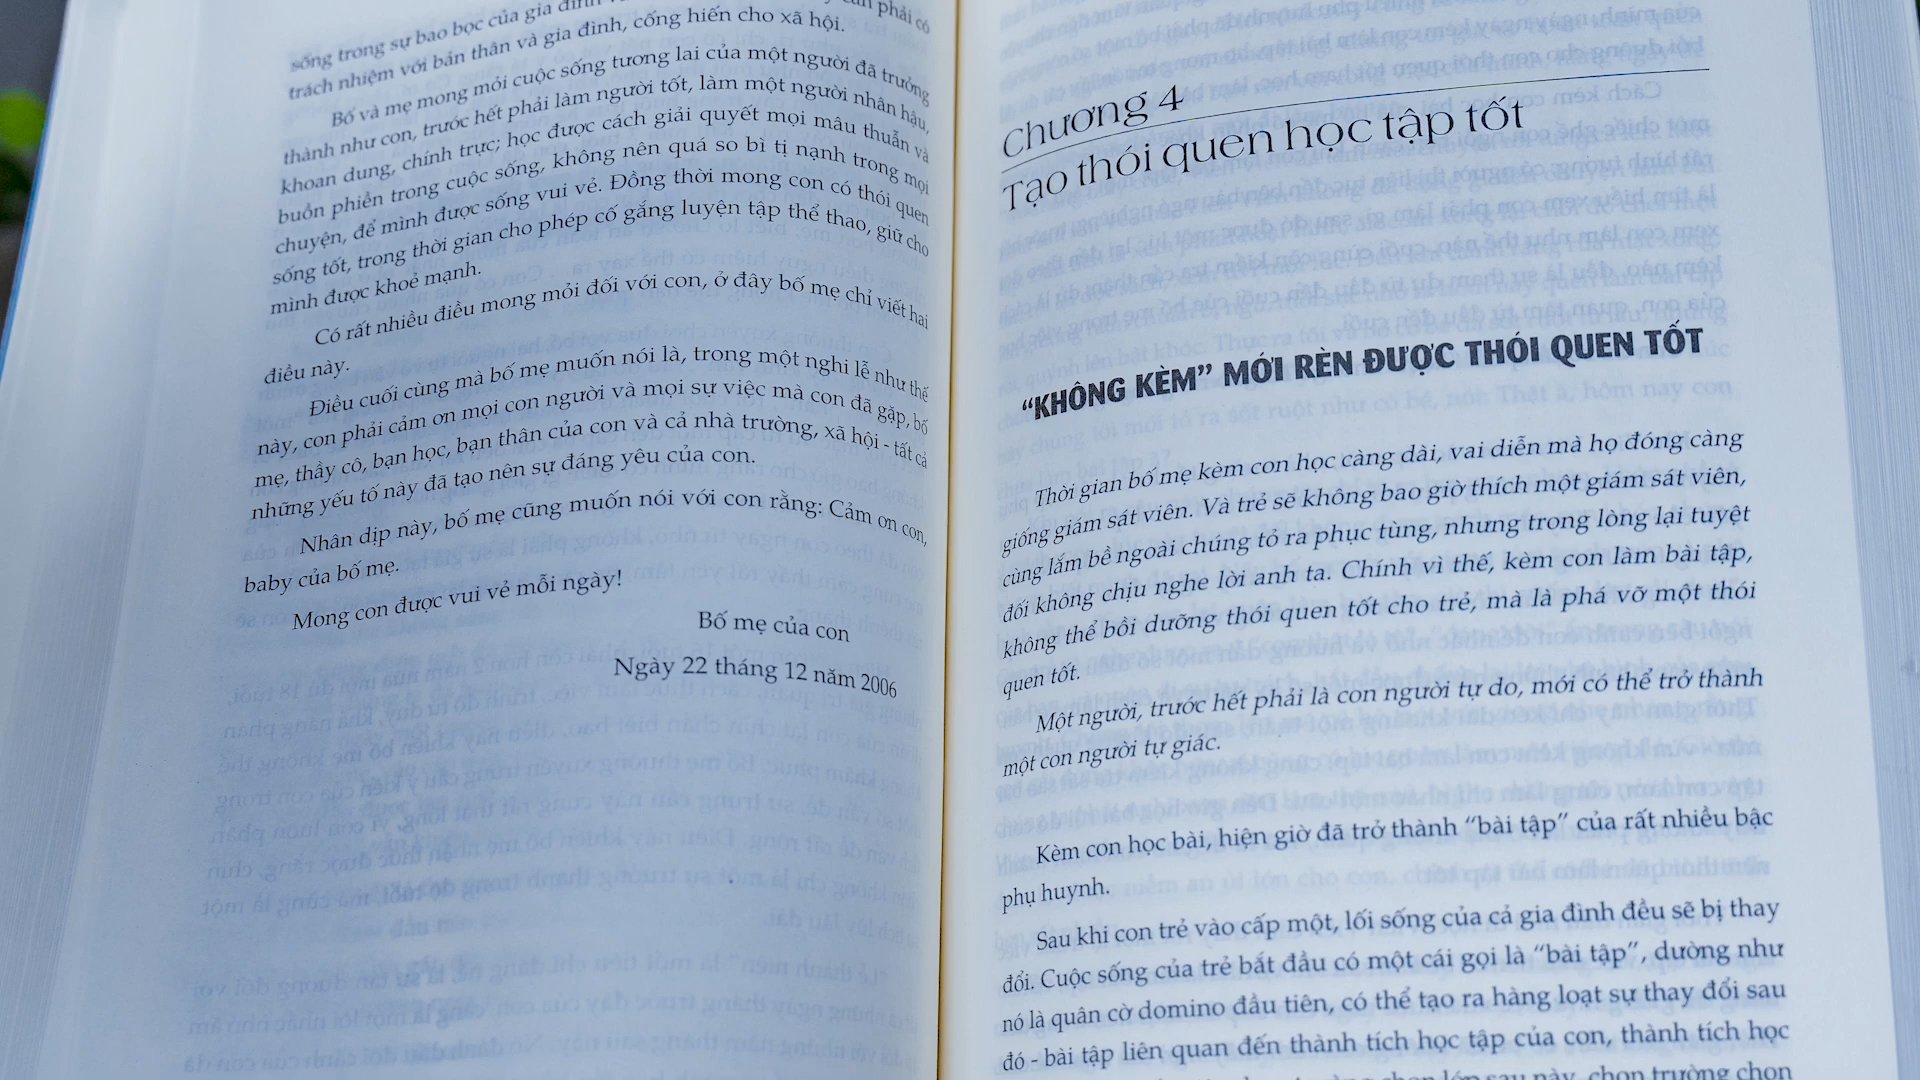 sống trong sự bao bọc của gia đình phải có
trách nhiệm với bản thân và gia đình, cống hiến cho xã hội.
Bố và mẹ mong mỏi cuộc sống tương lai của một người đã trưởng
thành như con, trước hết phải làm người tốt, làm một người nhân hậu,
khoan dung, chính trực; học được cách giải quyết mọi mâu thuẫn và
buồn phiền trong cuộc sống, không nên quá so bì tị nạnh trong mọi
chuyện, để mình được sống vui vẻ. Đồng thời mong con có thói quen
sống tốt, trong thời gian cho phép cố gắng luyện tập thể thao, giữ cho
mình được khoẻ mạnh.
Có rất nhiều điều mong mỏi đối với con, ở đây bố mẹ chỉ viết hai
điều này.
Điều cuối cùng mà bố mẹ muốn nói là, trong một nghi lễ như thế
này, con phải cảm ơn mọi con người và mọi sự việc mà con đã gặp, bố
mẹ, thầy cô, bạn học, bạn thân của con và cả nhà trường, xã hội - tất cả
những yếu tố này đã tạo nên sự đáng yêu của con.
Nhân dịp này, bố mẹ cũng muốn nói với con rằng: Cảm ơn con,
baby của bố mẹ.
Mong con được vui vẻ mỗi ngày!
Bố mẹ của con
Ngày 22 tháng 12 năm 2006
Chương 4
Tạo thói quen học tập tốt
“KHÔNG KÈM” MỚI RÈN ĐƯỢC THÓI QUEN TỐT
Thời gian bố mẹ kèm con học càng dài, vai diễn mà họ đóng càng
giống giám sát viên. Và trẻ sẽ không bao giờ thích một giám sát viên,
cùng lắm bề ngoài chúng tỏ ra phục tùng, nhưng trong lòng lại tuyệt
đối không chịu nghe lời anh ta. Chính vì thế, kèm con làm bài tập,
không thể bồi dưỡng thói quen tốt cho trẻ, mà là phá vỡ một thói
quen tốt.
Một người, trước hết phải là con người tự do, mới có thể trở thành
một con người tự giác.
Kèm con học bài, hiện giờ đã trở thành “bài tập” của rất nhiều bậc
phụ huynh.
Sau khi con trẻ vào cấp một, lối sống của cả gia đình đều sẽ bị thay
đổi. Cuộc sống của trẻ bắt đầu có một cái gọi là “bài tập”, dường như
nó là quân cờ domino đầu tiên, có thể tạo ra hàng loạt sự thay đổi sau
đó - bài tập liên quan đến thành tích học tập của con, thành tích học
chọn lớp sau này, chọn trường chọn